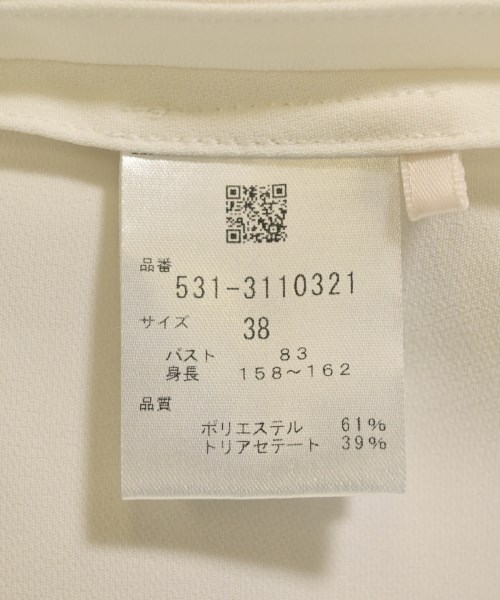 品番
531-3110321
サイズ
38
バスト 83
身長 158～162
品質
ポリエステル 61%
トリアセテート 39%